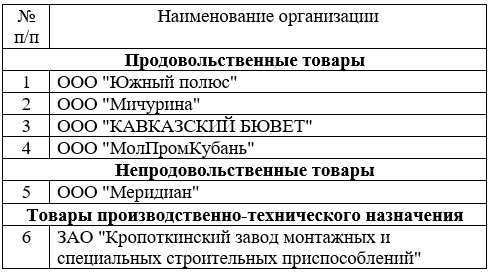 № п/п Наименование организации
Продовольственные товары
1 ООО "Южный полюс"
2 ООО "Мичурина"
3 ООО "КАВКАЗСКИЙ БЮВЕТ"
4 ООО "МолПромКубань"
Непродовольственные товары
5 ООО "Меридиан"
Товары производственно-технического назначения
6 ЗАО "Кропоткинский завод монтажных и
специальных строительных приспособлений"